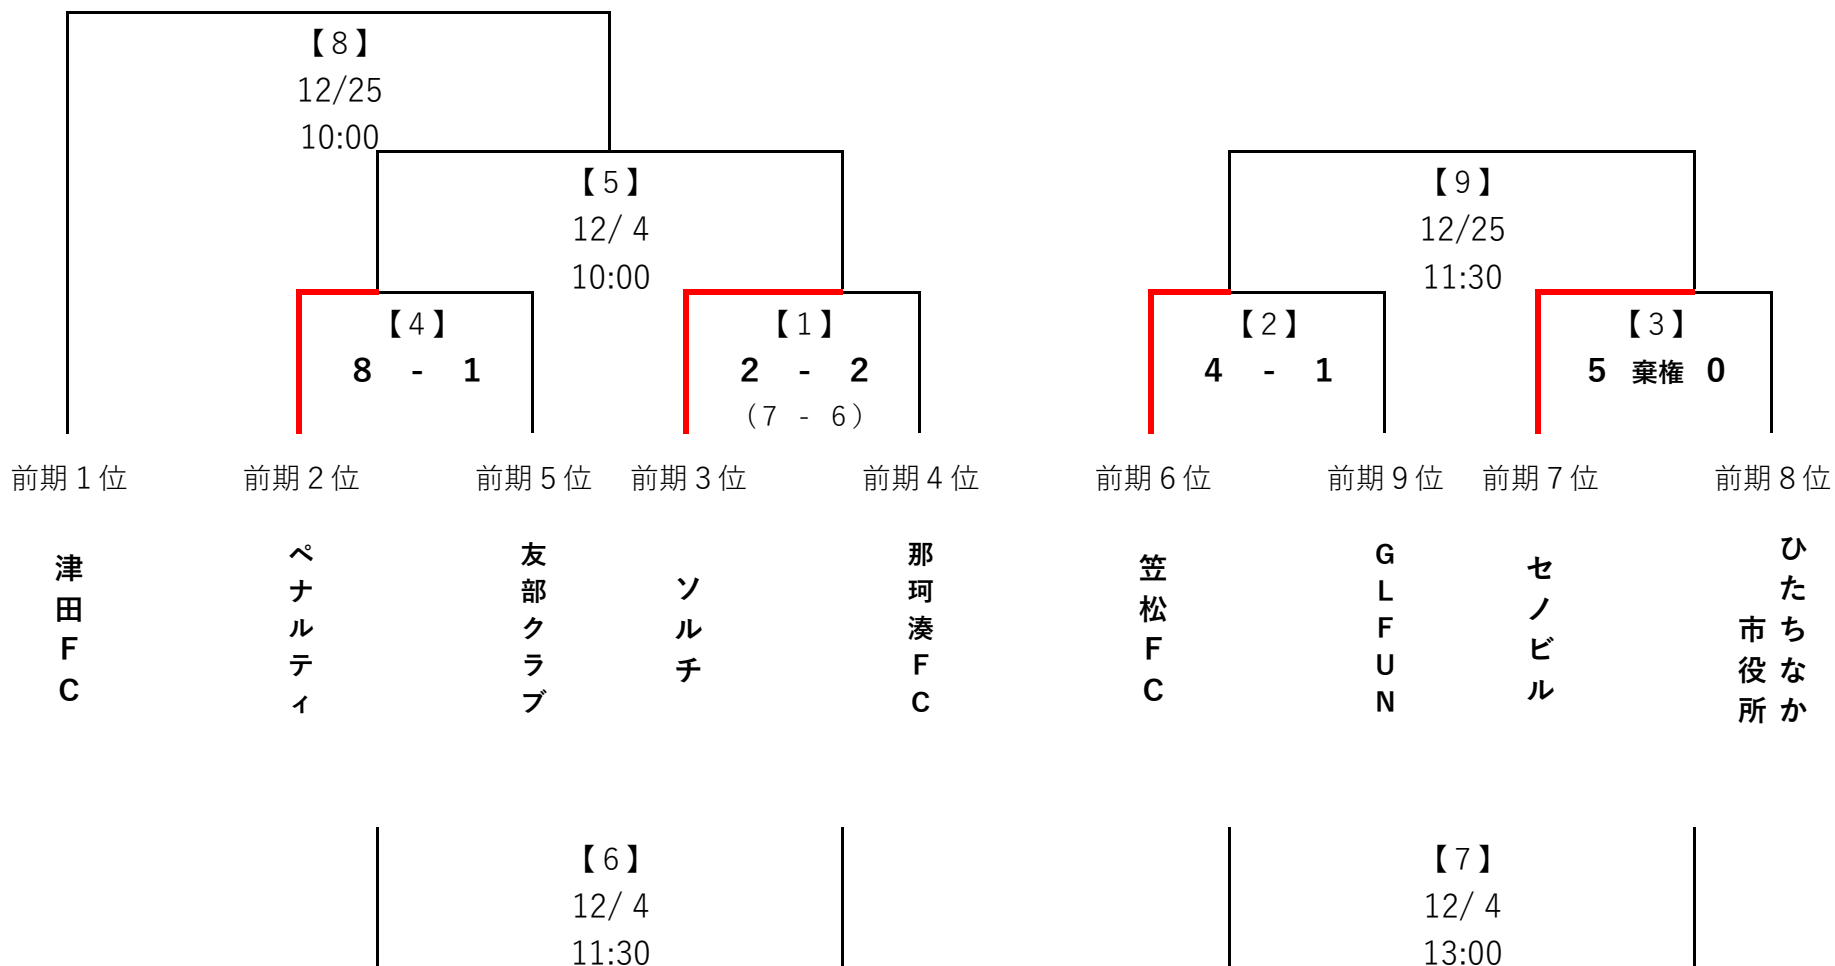 【8】
12/25
10:00
【5】
12/ 4
10:00
【9】
12/25
11:30
【4】
8 - 1
【1】
2 - 2
（7 - 6）
【2】
4 - 1
【3】
5 棄権 0
前期１位
前期２位
前期５位
前期３位
前期４位
前期６位
前期９位
前期７位
前期８位
津田ＦＣ
ペナルティ
友部クラブ
ソルチ
那珂湊ＦＣ
笠松ＦＣ
ＧＬＦＵＮ
セノビル
ひたちなか
市役所
【6】
12/ 4
11:30
【7】
12/ 4
13:00